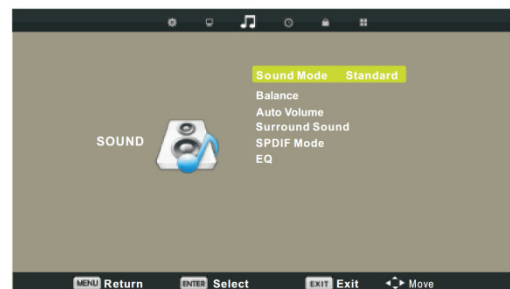 Sound Mode Standard
Balance
Auto Volume
Surround Sound
SPDIF Mode
EQ
SOUND
MENU Return ENTER Select EXIT Exit Move